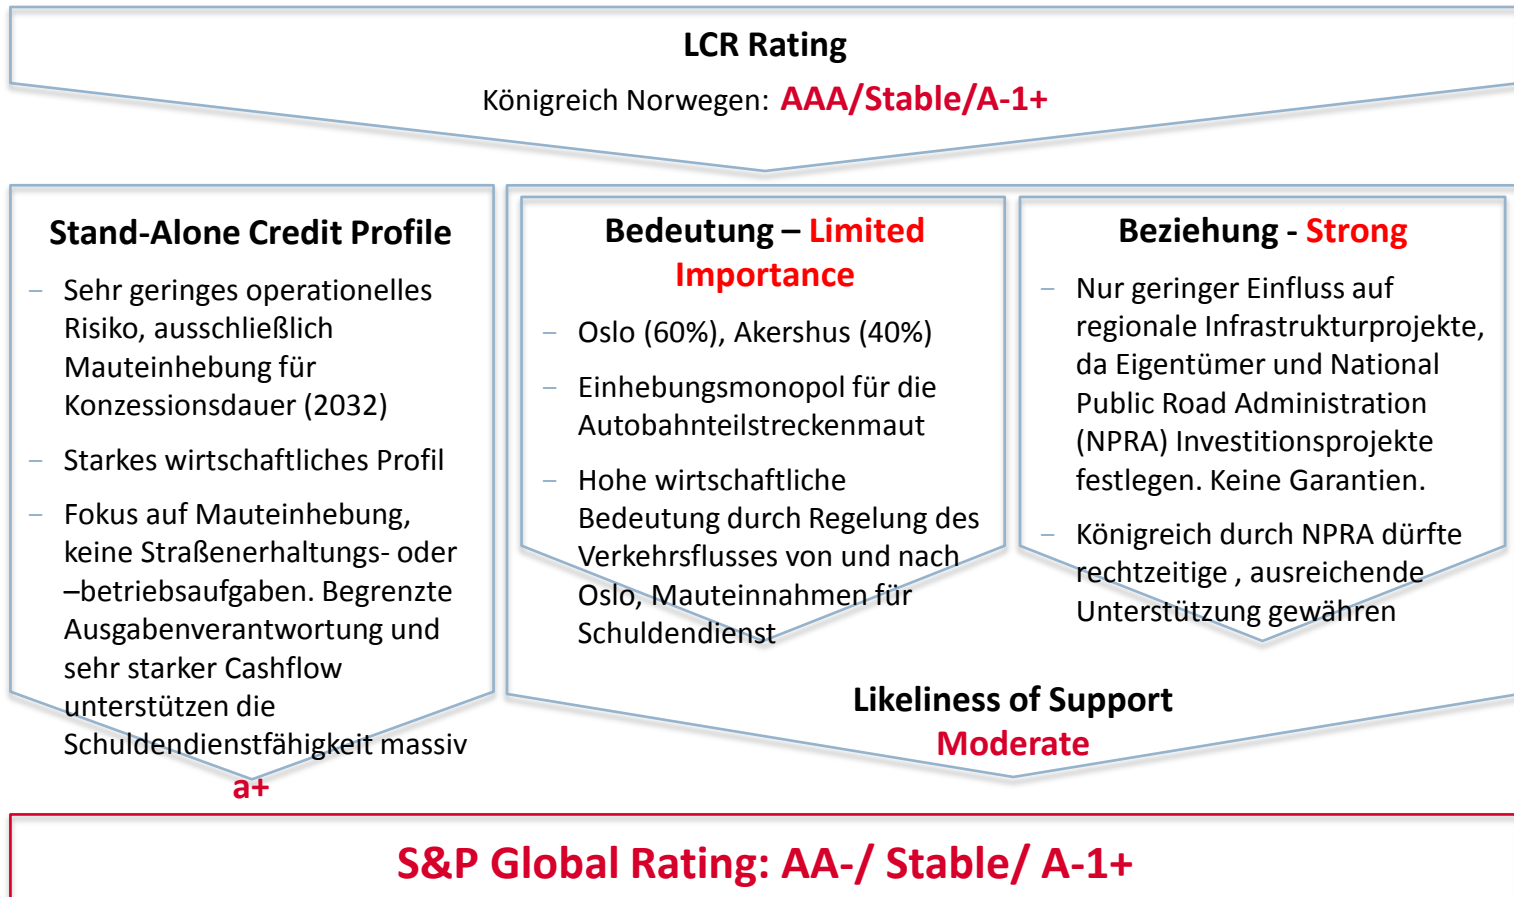 LCR Rating
Königreich Norwegen: AAA/Stable/A-1+
Stand-Alone Credit Profile
– Sehr geringes operationelles
Risiko, ausschließlich
Mauteinhebung für
Konzessionsdauer (2032)
– Starkes wirtschaftliches Profil
– Fokus auf Mauteinhebung,
keine Straßenerhaltungs- oder
–betriebsaufgaben. Begrenzte
Ausgabenverantwortung und
sehr starker Cashflow
unterstützen die
Schuldendienstfähigkeit massiv
a+
Bedeutung – Limited
Importance
– Oslo (60%), Akershus (40%)
– Einhebungsmonopol für die
Autobahnteilstreckenmaut
– Hohe wirtschaftliche
Bedeutung durch Regelung des
Verkehrsflusses von und nach
Oslo, Mauteinnahmen für
Schuldendienst
Beziehung - Strong
– Nur geringer Einfluss auf
regionale Infrastrukturprojekte,
da Eigentümer und National
Public Road Administration
(NPRA) Investitionsprojekte
festlegen. Keine Garantien.
– Königreich durch NPRA dürfte
rechtzeitige , ausreichende
Unterstützung gewähren
Likeliness of Support
Moderate
S&P Global Rating: AA-/ Stable/ A-1+